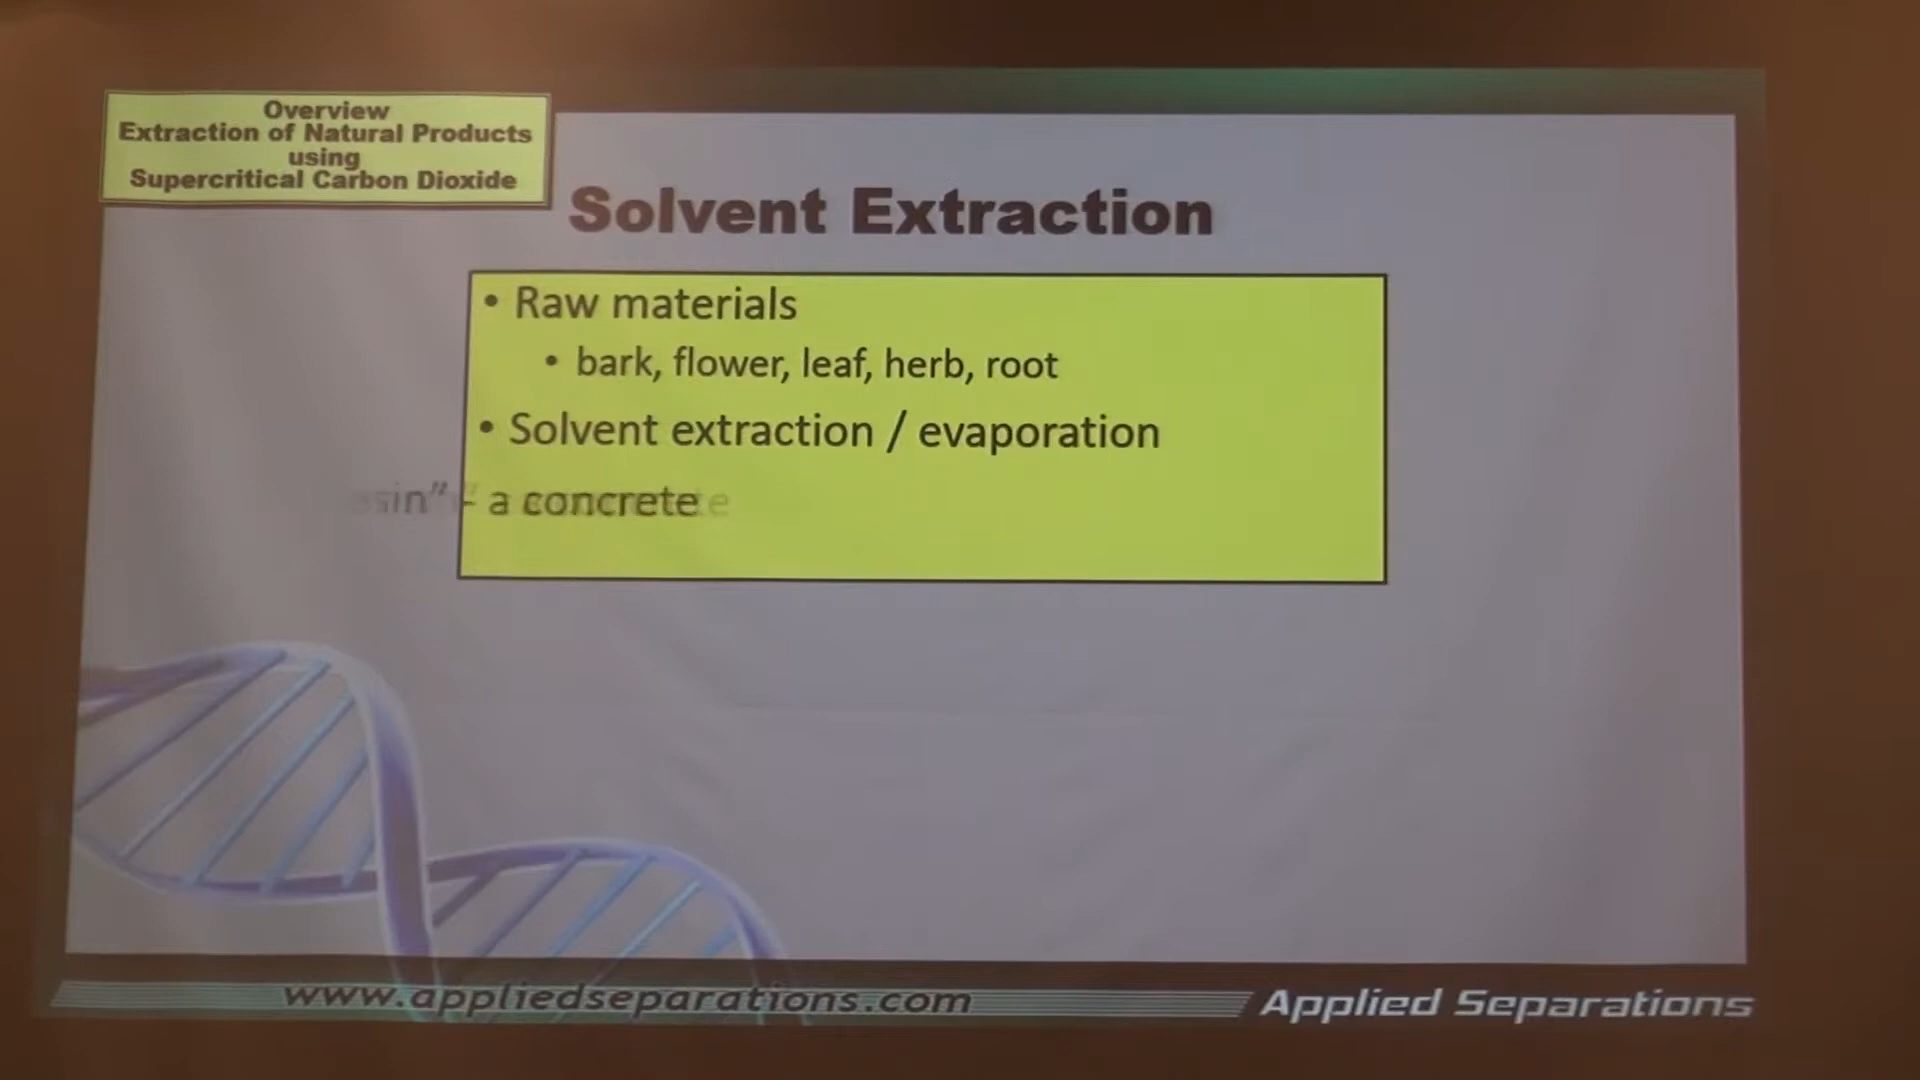 Overview
Extraction of Natural Products
using
Supercritical Carbon Dioxide
Solvent Extraction
• Raw materials
• bark, flower, leaf, herb, root
• Solvent extraction / evaporation
- a concrete
www.appliedseparations.com
Applied Separations